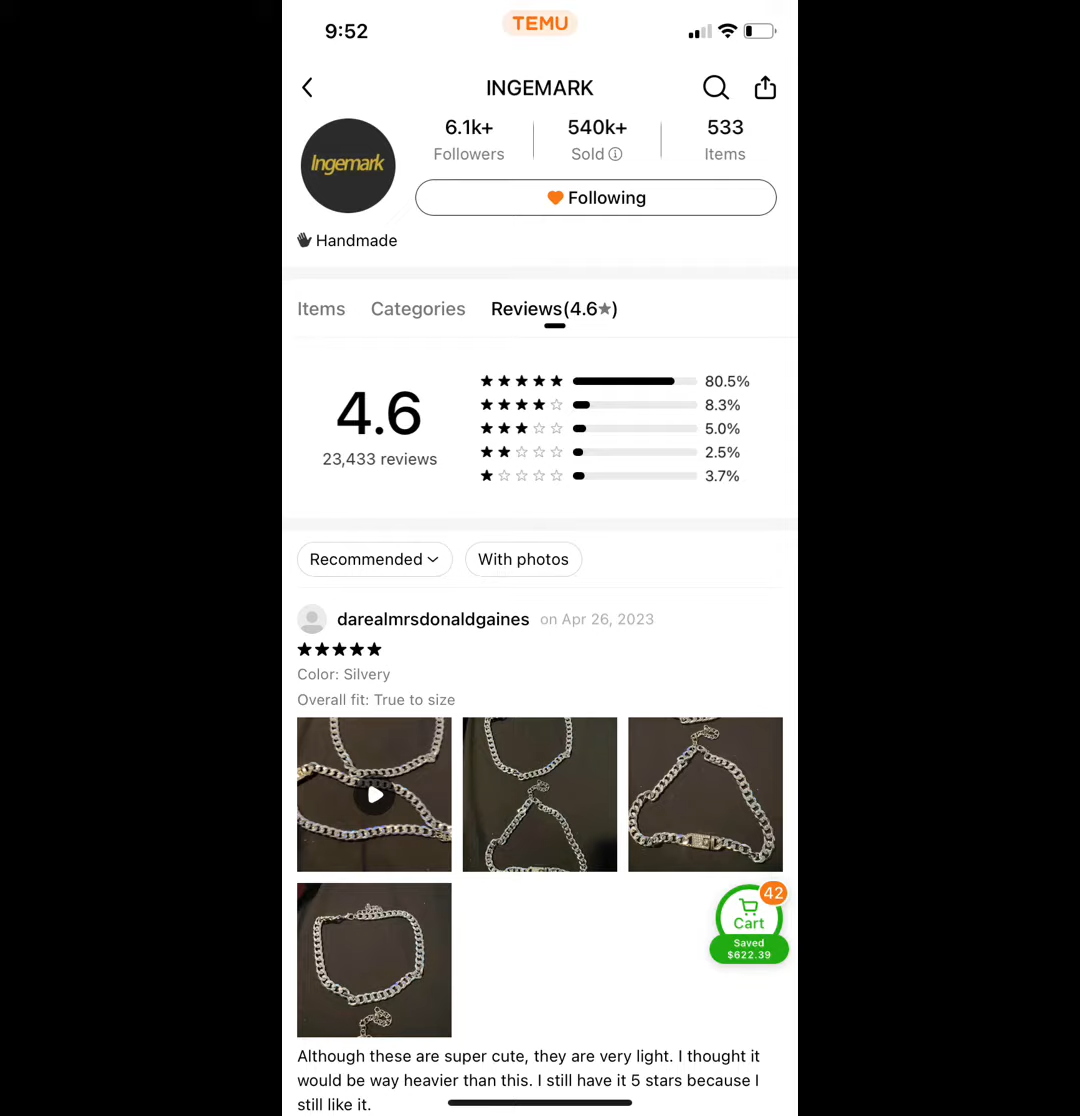 9:52
TEMU
INGEMARK
Ingemark
6.1k+
540k+
533
Followers
Sold
Items
Following
Handmade
Items
Categories
Reviews(4.6★)
4.6
23,433 reviews
80.5%
8.3%
5.0%
2.5%
3.7%
Recommended
With photos
darealmrsdonaldgaines on Apr 26, 2023
Color: Silvery
Overall fit: True to size
42
Cart
Saved
$622.39
Although these are super cute, they are very light. I thought it
would be way heavier than this. I still have it 5 stars because I
still like it.